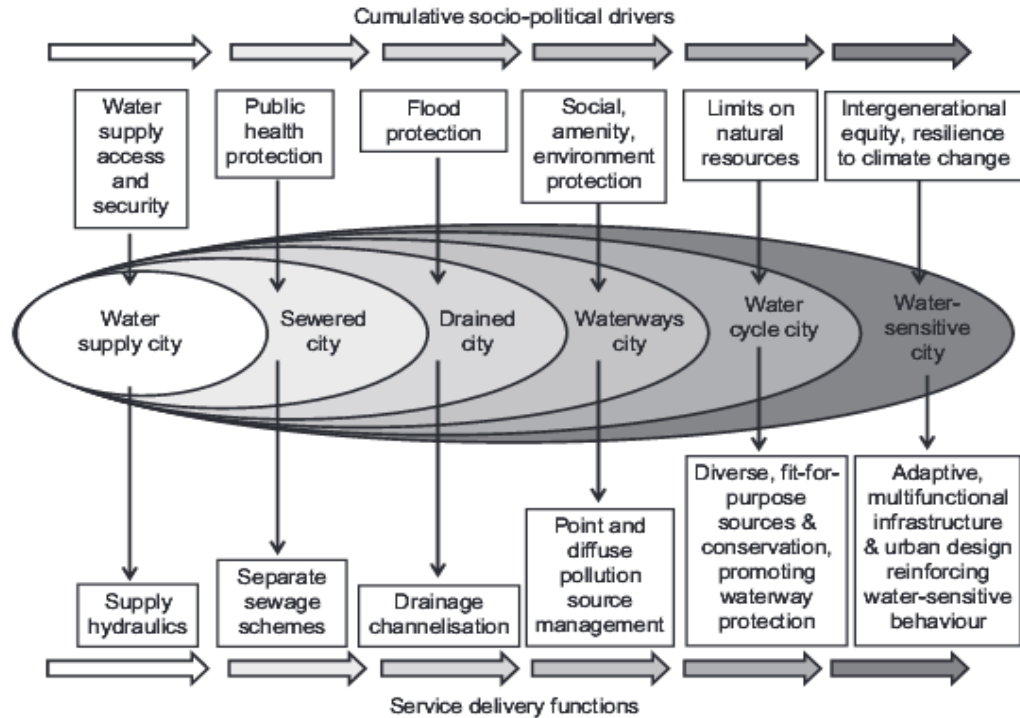 Cumulative socio-political drivers
Water
supply
access
and
security
Public
health
protection
Flood
protection
Social,
amenity,
environment
protection
Limits on
natural
resources
Intergenerational
equity, resilience
to climate change
Water
supply city
Sewered
city
Drained
city
Waterways
city
Water
cycle city
Water-
sensitive
city
Supply
hydraulics
Separate
sewage
schemes
Drainage
channelisation
Point and
diffuse
pollution
source
management
Diverse, fit-for-
purpose
sources &
conservation,
promoting
waterway
protection
Adaptive,
multifunctional
infrastructure
& urban design
reinforcing
water-sensitive
behaviour
Service delivery functions